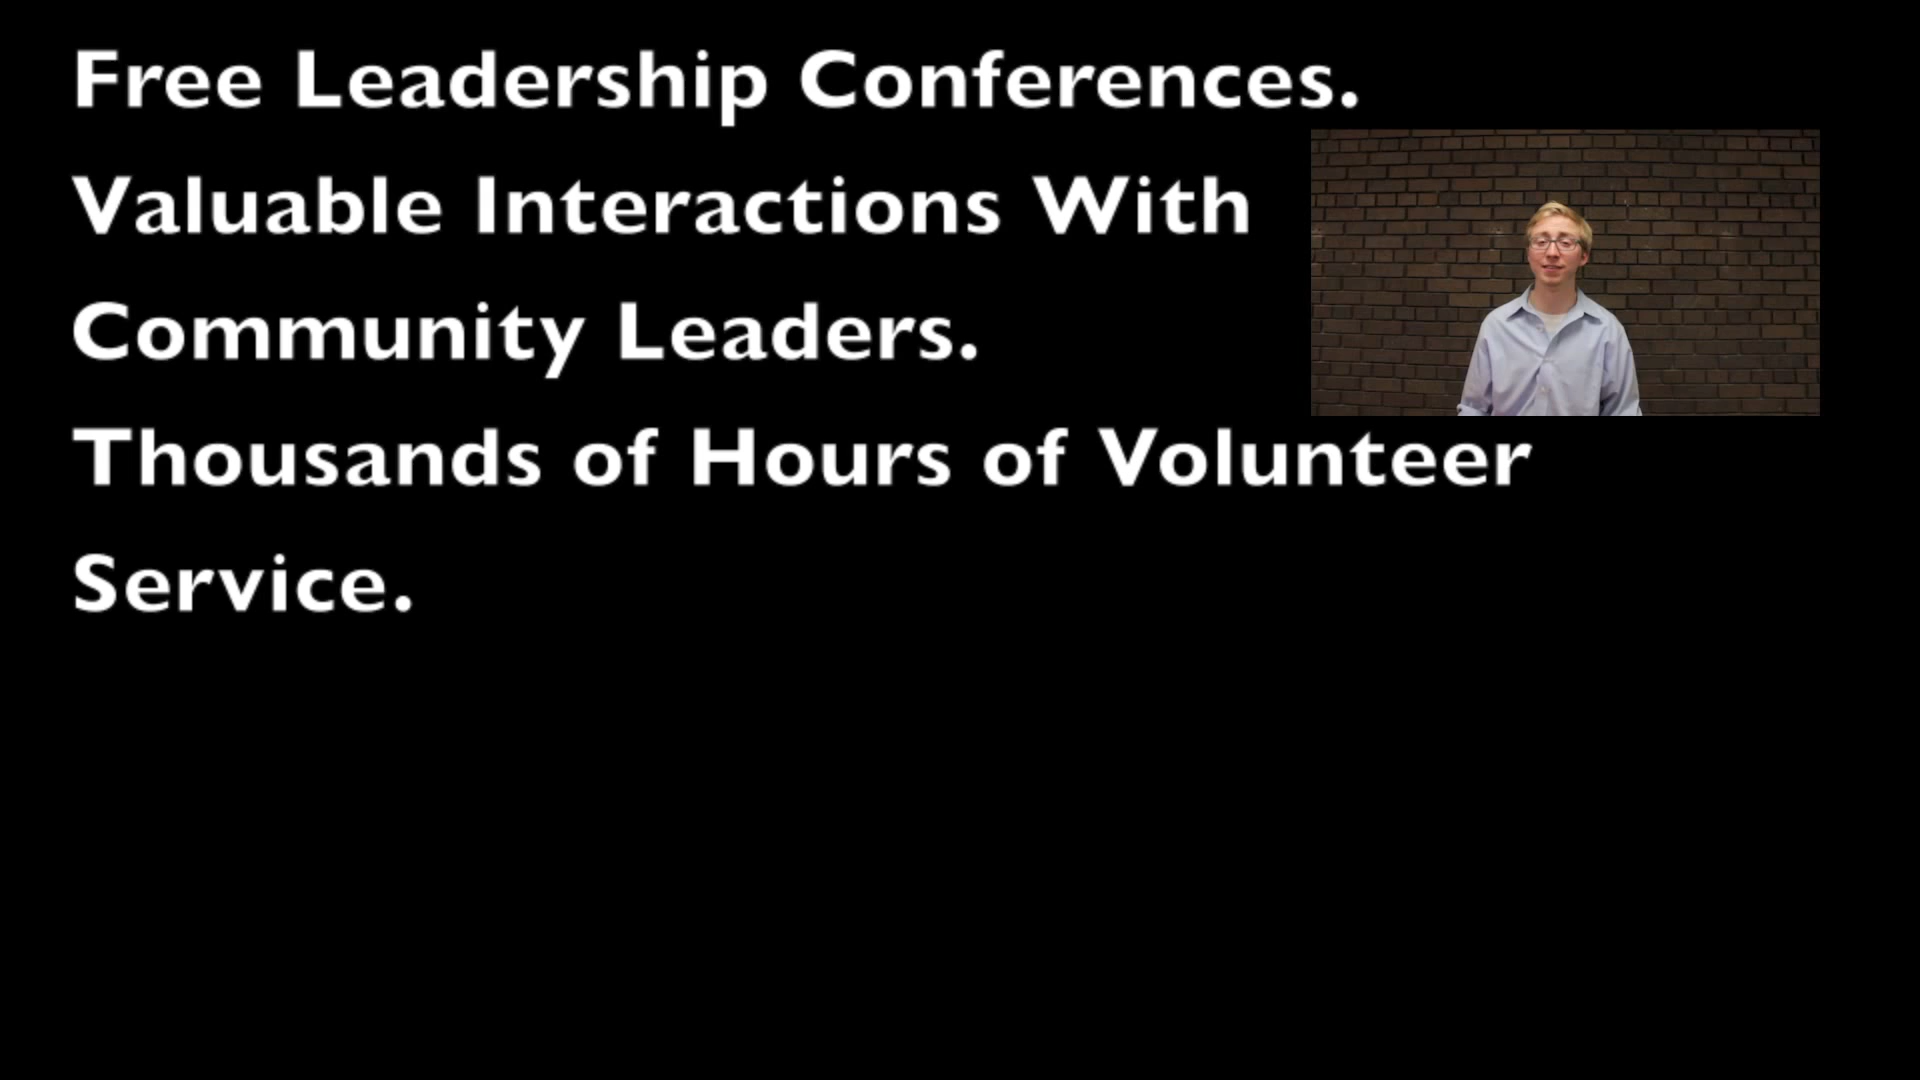 Free Leadership Conferences.
Valuable Interactions With
Community Leaders.
Thousands of Hours of Volunteer
Service.